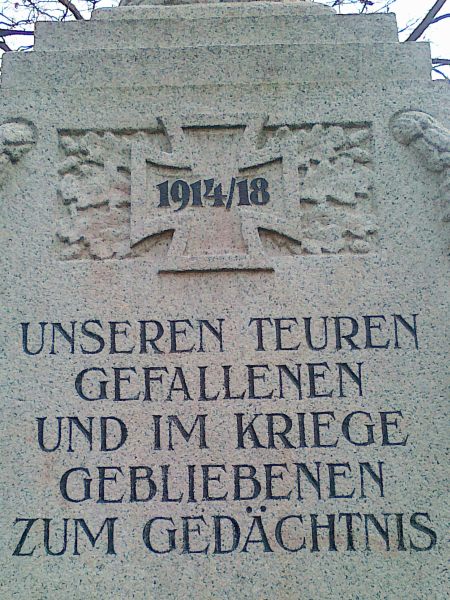 1914/18
UNSEREN TEUREN
GEFALLENEN
UND IM KRIEGE
GEBLIEBENEN
ZUM GEDÄCHTNIS